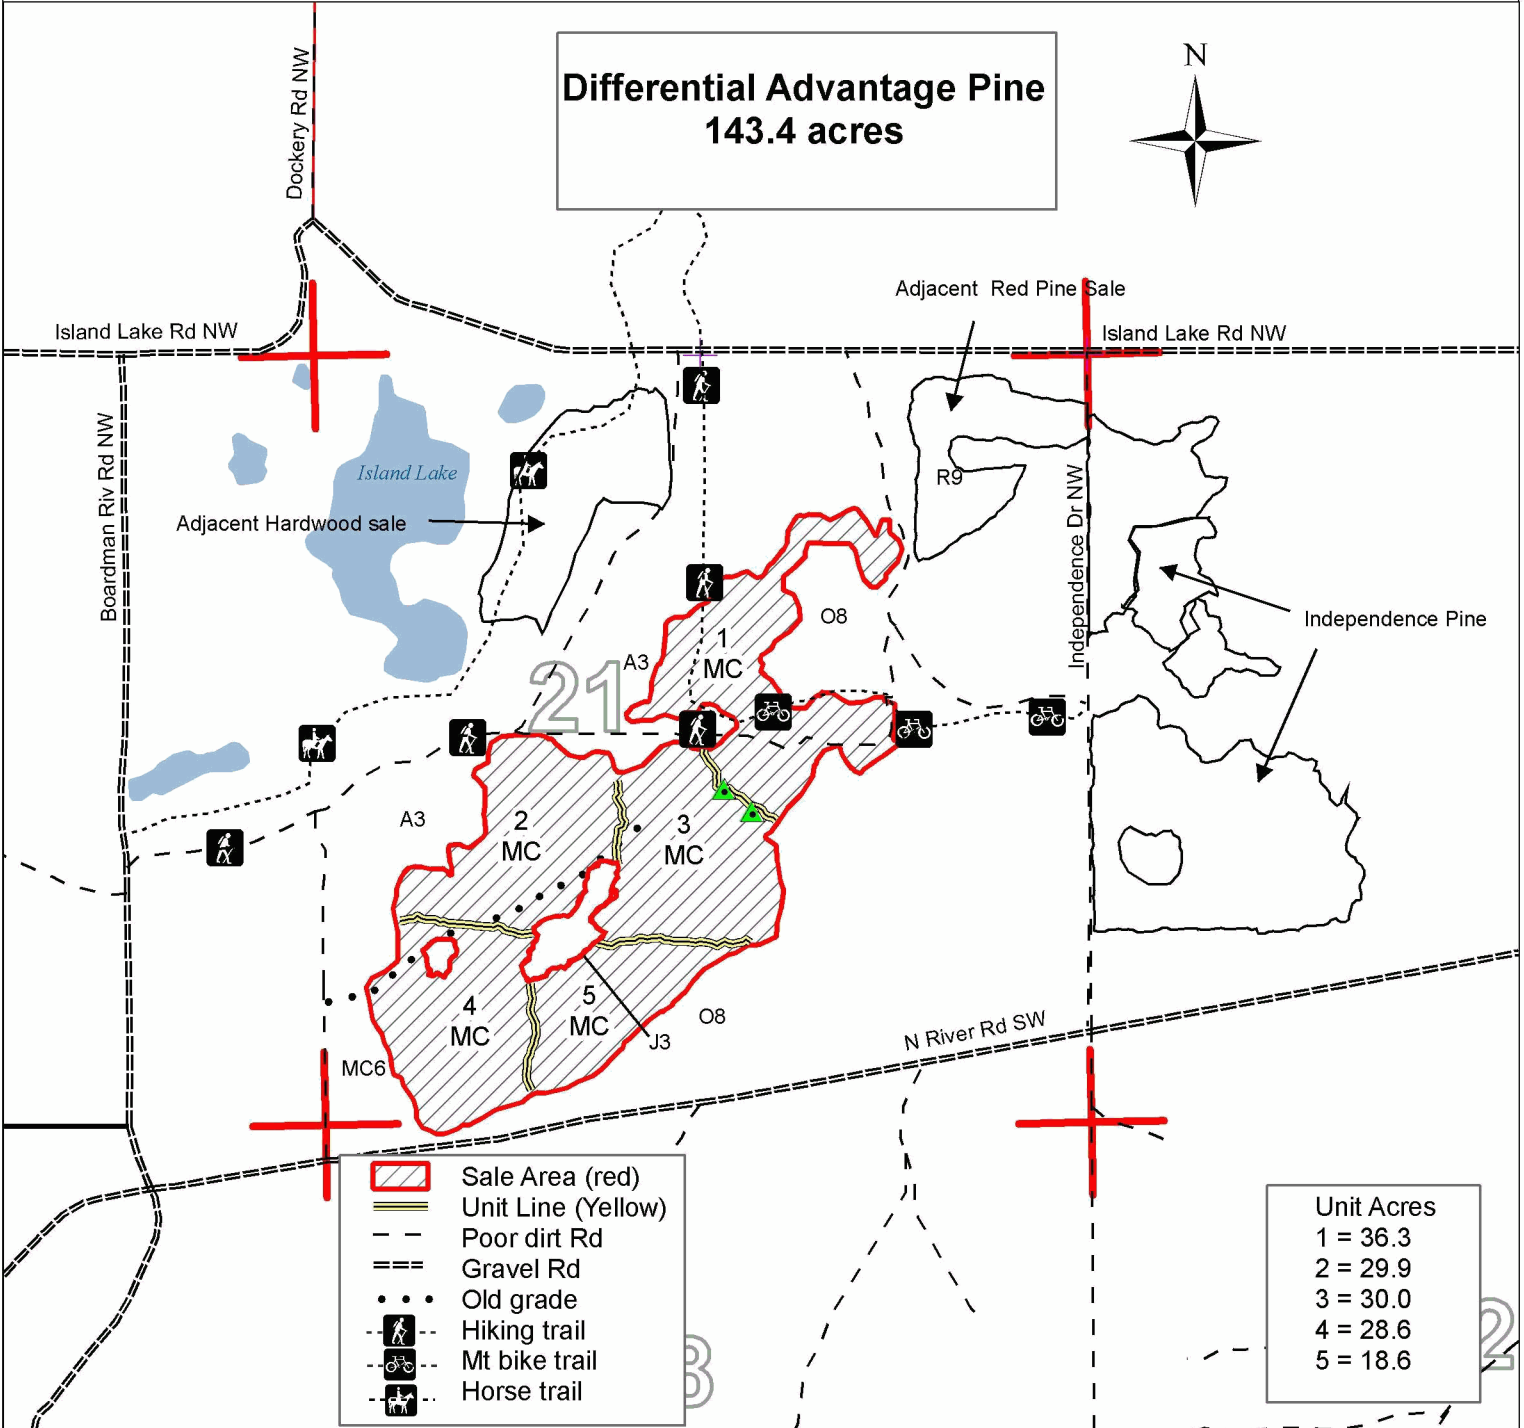 Differential Advantage Pine
143.4 acres
N
Dockery Rd NW
Adjacent Red Pine Sale
Island Lake Rd NW
Island Lake Rd NW
Boardman Riv Rd NW
Island Lake
R9
Independence Dr NW
Adjacent Hardwood sale
O8
Independence Pine
1
MC
A3
21
A3
2
MC
3
MC
4
MC
5
MC
O8
J3
N River Rd SW
MC6
Sale Area (red)
Unit Line (Yellow)
Poor dirt Rd
Gravel Rd
Old grade
Hiking trail
Mt bike trail
Horse trail
Unit Acres
1 = 36.3
2 = 29.9
3 = 30.0
4 = 28.6
5 = 18.6